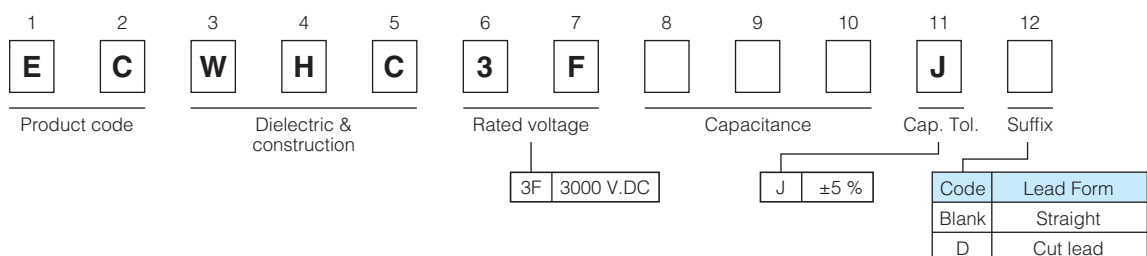 1 2 3 4 5 6 7 8 9 10 11 12
E C W H C 3 F J
Product code Dielectric & Rated voltage Capacitance Cap. Tol. Suffix
construction
3F 3000 V.DC J ±5 % Code Lead Form
Blank Straight
D Cut lead